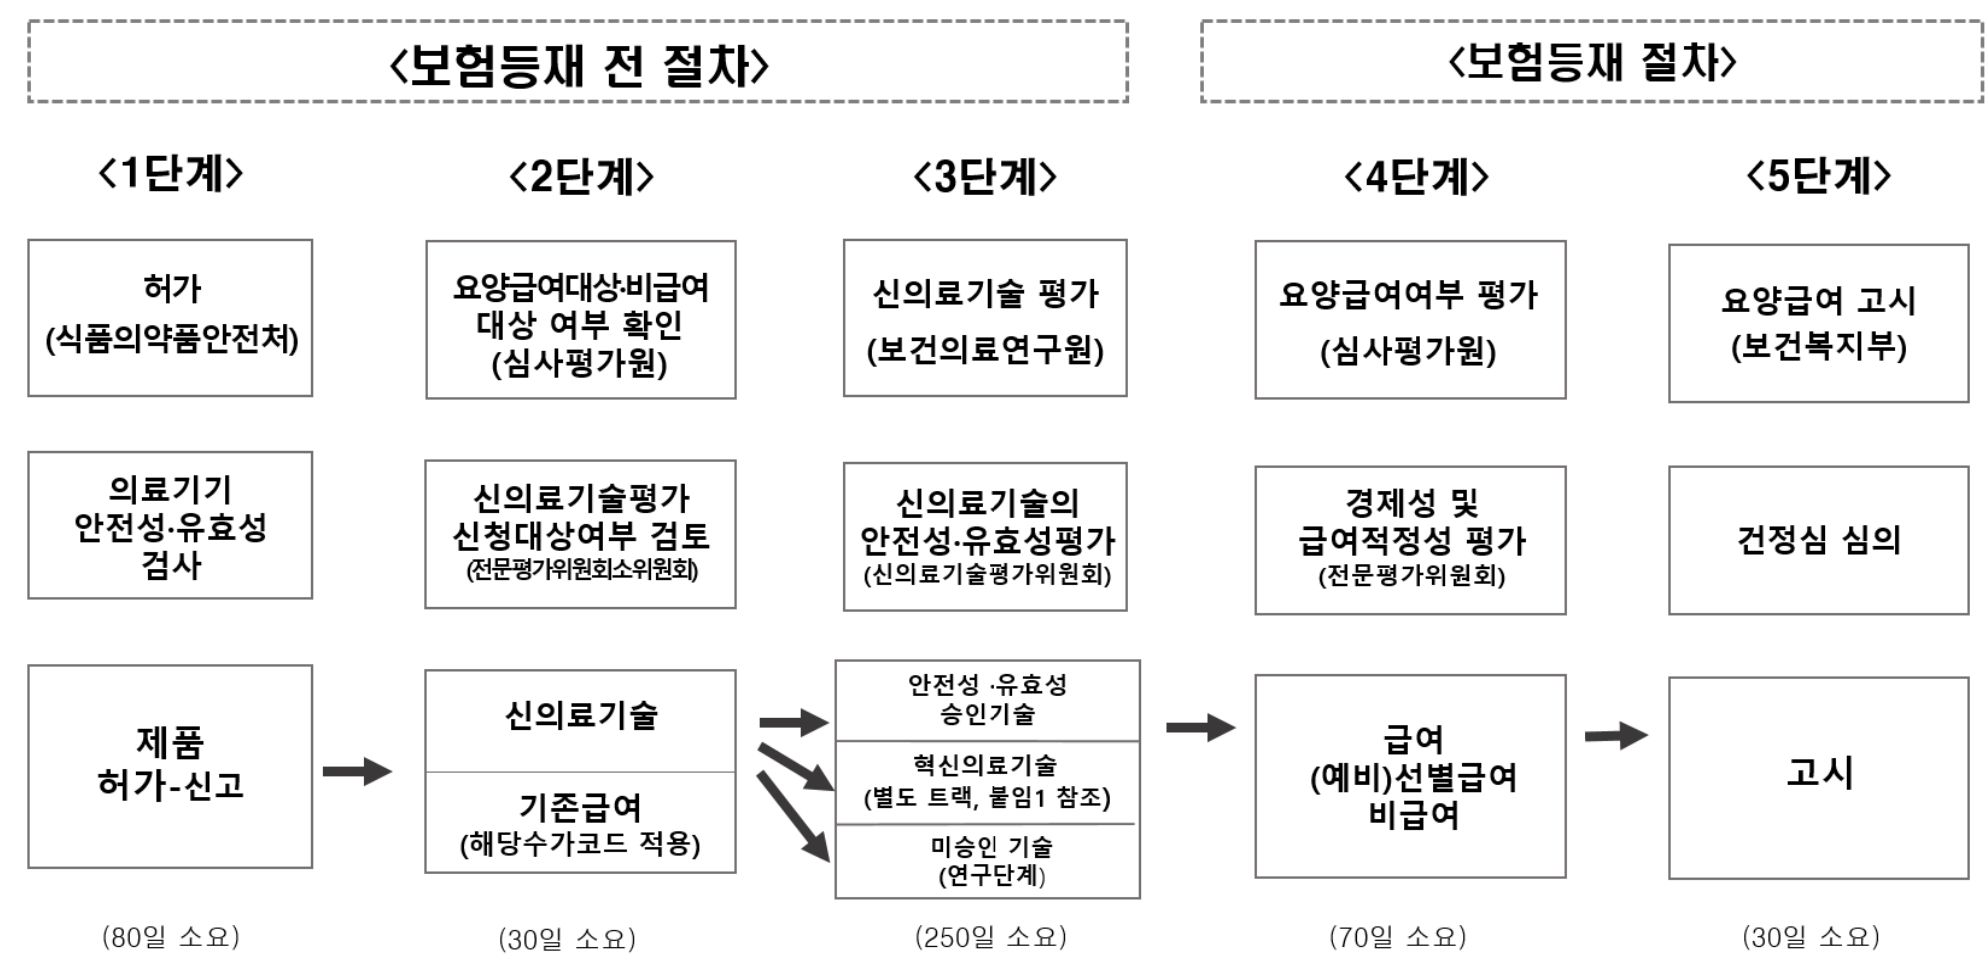 <보험등재 전 절차>
<보험등재 절차>
<1단계>
<2단계>
<3단계>
<4단계>
<5단계>
허가
(식품의약품안전처)
요양급여대상·비급여
대상 여부 확인
(심사평가원)
신의료기술 평가
(보건의료연구원)
요양급여여부 평가
(심사평가원)
요양급여 고시
(보건복지부)
의료기기
안전성·유효성
검사
신의료기술평가
신청대상여부 검토
(전문평가위원회소위원회)
신의료기술의
안전성·유효성평가
(신의료기술평가위원회)
경제성 및
급여적정성 평가
(전문평가위원회)
건정심 심의
제품
허가-신고
신의료기술
기존급여
(해당수가코드 적용)
안전성 ·유효성
승인기술
혁신의료기술
(별도 트랙, 붙임1 참조)
미승인 기술
(연구단계)
급여
(예비)선별급여
비급여
고시
(80일 소요)
(30일 소요)
(250일 소요)
(70일 소요)
(30일 소요)